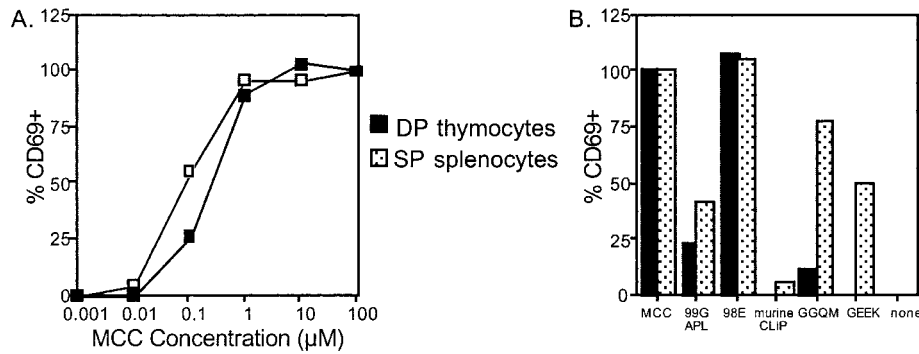 A.
125
100
75
50
25
0
% CD69+
0.001 0.01 0.1 1 10 100
MCC Concentration (µM)
DP thymocytes
SP splenocytes
B.
125
100
75
50
25
0
% CD69+
MCC 99G APL 98E murine CLIP GGQM GEEK none